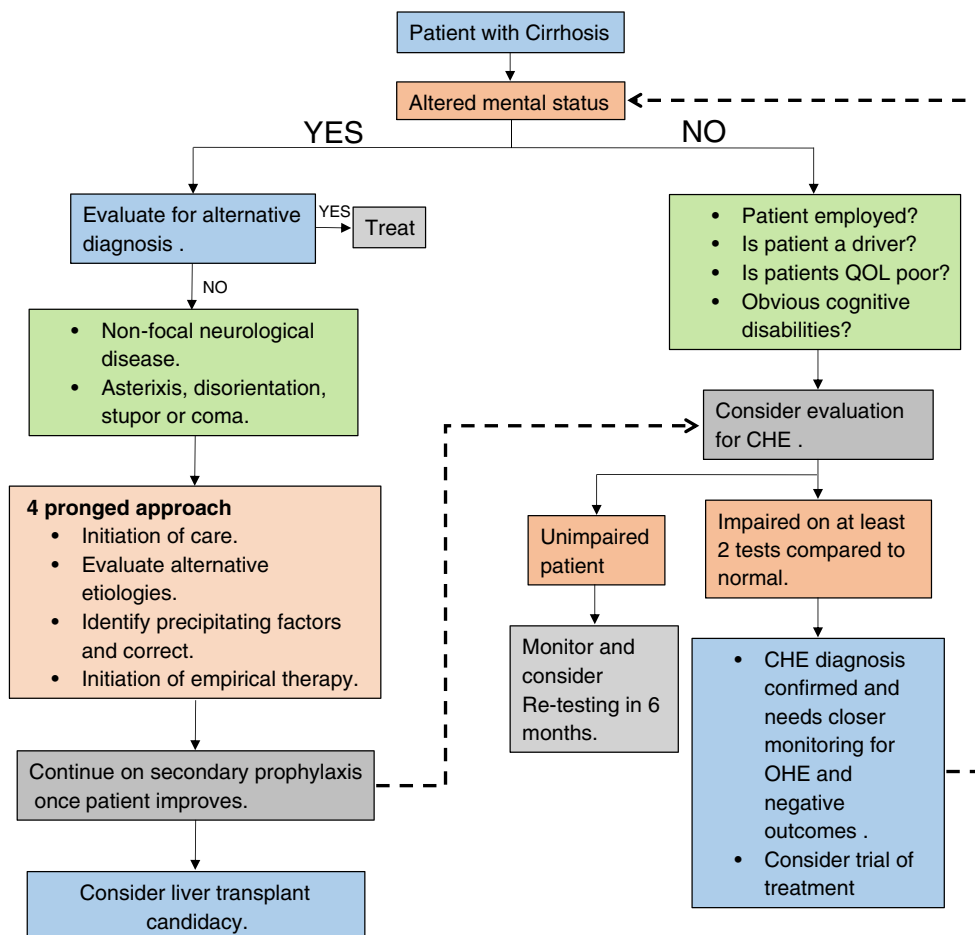 Patient with Cirrhosis
Altered mental status
YES
NO
Evaluate for alternative
diagnosis .
YES
Treat
NO
• Non-focal neurological
disease.
• Asterixis, disorientation,
stupor or coma.
4 pronged approach
• Initiation of care.
• Evaluate alternative
etiologies.
• Identify precipitating factors
and correct.
• Initiation of empirical therapy.
Continue on secondary prophylaxis
once patient improves.
Consider liver transplant
candidacy.
• Patient employed?
• Is patient a driver?
• Is patients QOL poor?
• Obvious cognitive
disabilities?
Consider evaluation
for CHE .
Unimpaired
patient
Monitor and
consider
Re-testing in 6
months.
Impaired on at least
2 tests compared to
normal.
• CHE diagnosis
confirmed and
needs closer
monitoring for
OHE and
negative
outcomes .
• Consider trial of
treatment